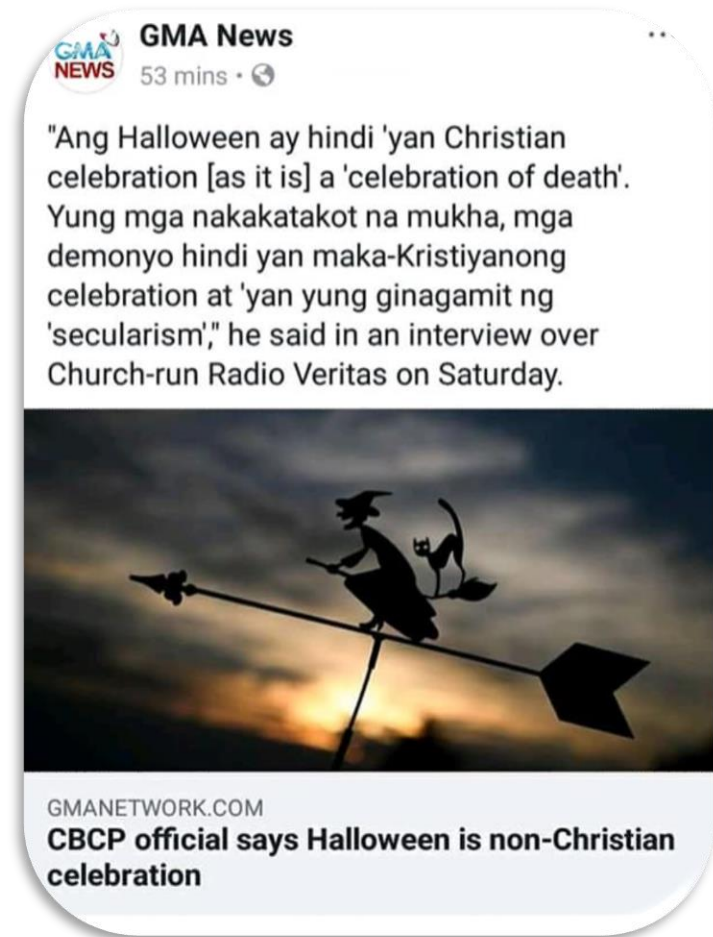 GMA
NEWS
GMA News
53 mins ·
"Ang Halloween ay hindi 'yan Christian
celebration [as it is] a 'celebration of death'.
Yung mga nakakatakot na mukha, mga
demonyo hindi yan maka-Kristiyanong
celebration at 'yan yung ginagamit ng
'secularism'," he said in an interview over
Church-run Radio Veritas on Saturday.
GMANETWORK.COM
CBCP official says Halloween is non-Christian
celebration